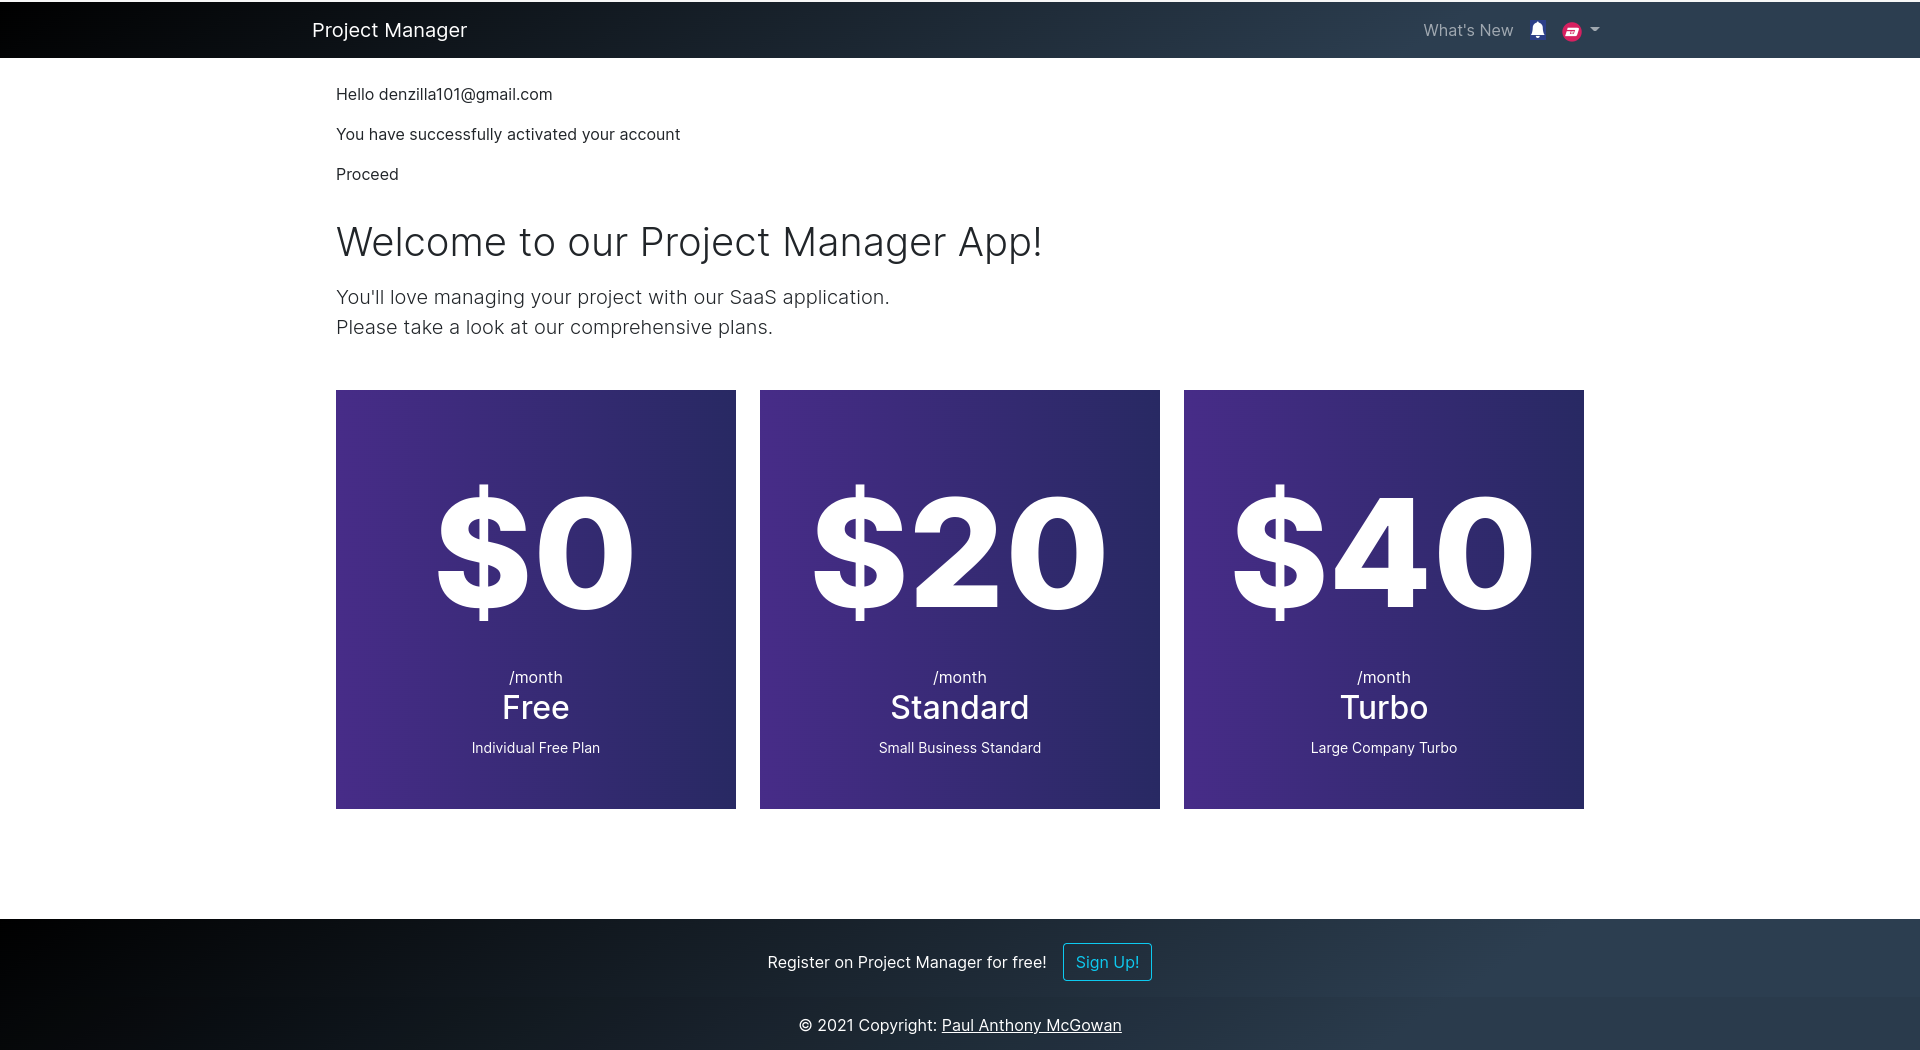 Project Manager
What's New
Hello denzilla101@gmail.com
You have successfully activated your account
Proceed
Welcome to our Project Manager App!
You'll love managing your project with our SaaS application.
Please take a look at our comprehensive plans.
$0
/month
Free
Individual Free Plan
$20
/month
Standard
Small Business Standard
$40
/month
Turbo
Large Company Turbo
Register on Project Manager for free!
Sign Up!
© 2021 Copyright: Paul Anthony McGowan